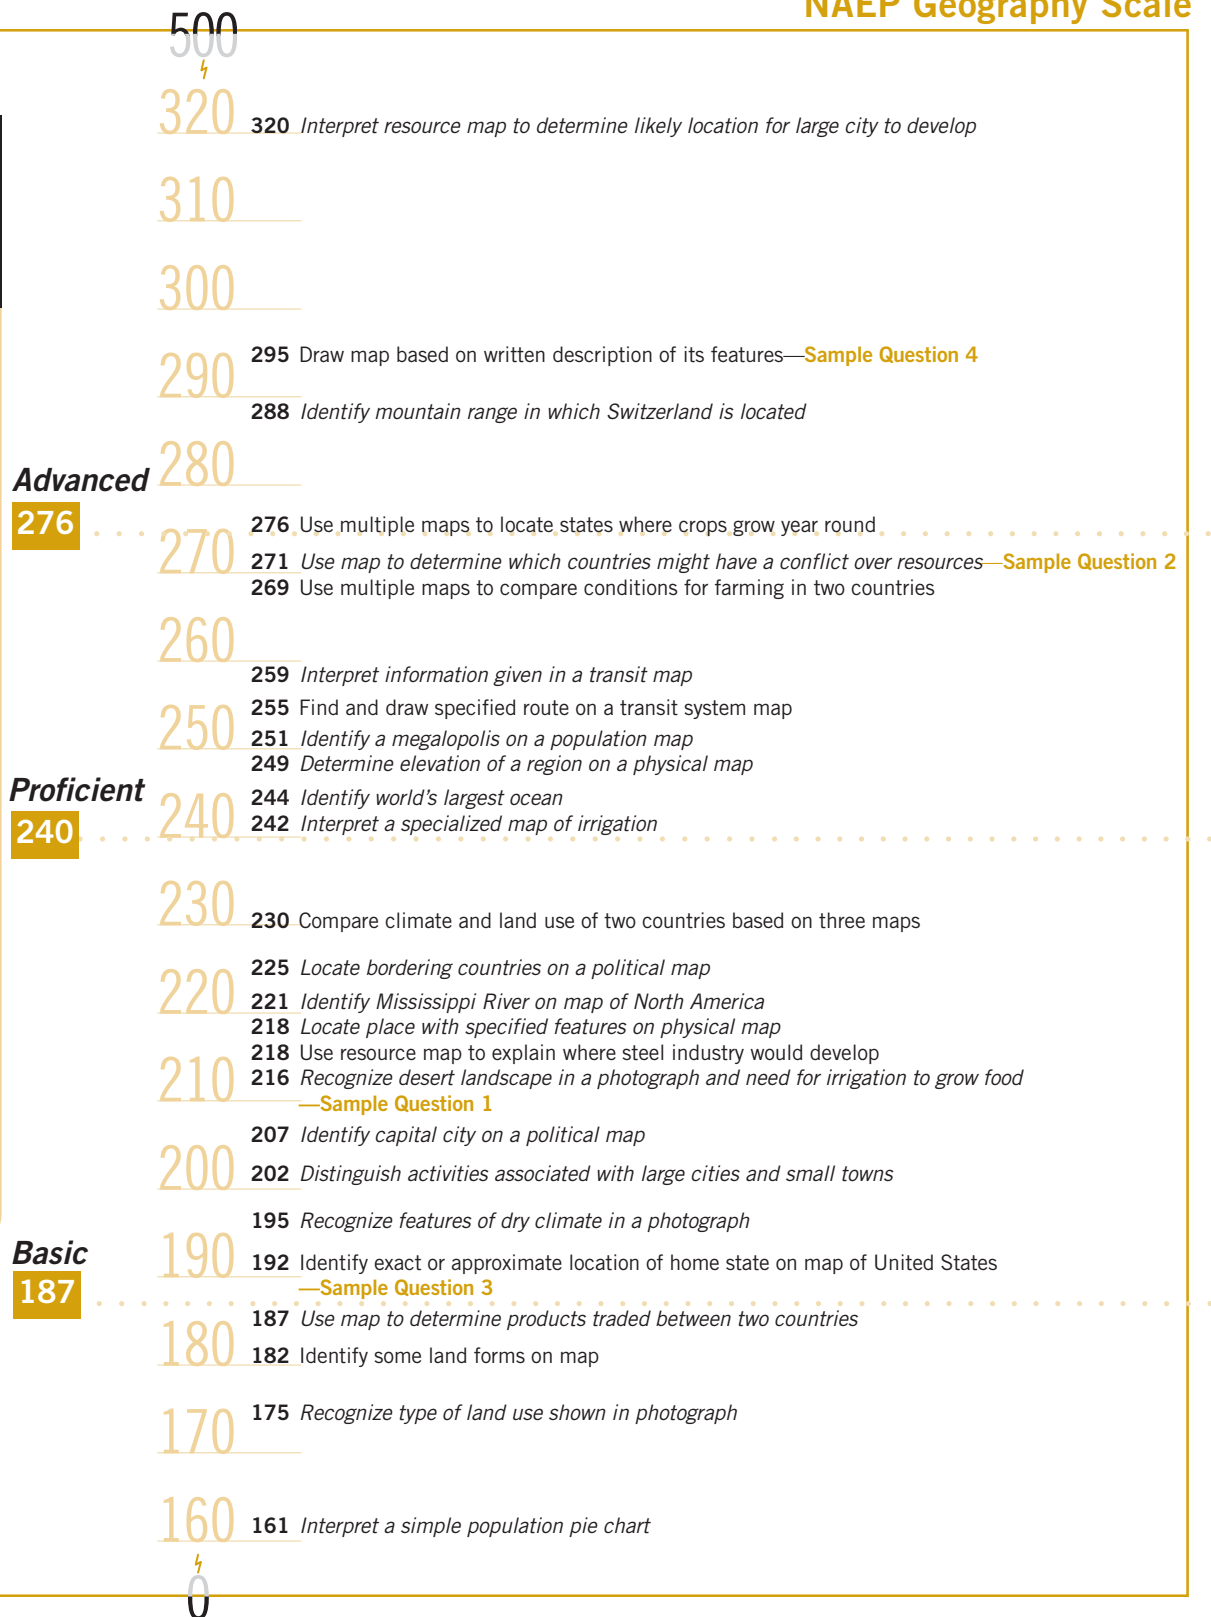 NAEP Geography Scale
500
320
320 Interpret resource map to determine likely location for large city to develop
310
300
295 Draw map based on written description of its features—Sample Question 4
290
288 Identify mountain range in which Switzerland is located
280
Advanced
276
276 Use multiple maps to locate states where crops grow year round
270
271 Use map to determine which countries might have a conflict over resources—Sample Question 2
269 Use multiple maps to compare conditions for farming in two countries
260
259 Interpret information given in a transit map
255 Find and draw specified route on a transit system map
250
251 Identify a megalopolis on a population map
249 Determine elevation of a region on a physical map
Proficient
240
244 Identify world's largest ocean
240
242 Interpret a specialized map of irrigation
230
230 Compare climate and land use of two countries based on three maps
225 Locate bordering countries on a political map
220
221 Identify Mississippi River on map of North America
218 Locate place with specified features on physical map
218 Use resource map to explain where steel industry would develop
210
216 Recognize desert landscape in a photograph and need for irrigation to grow food
—Sample Question 1
207 Identify capital city on a political map
200
202 Distinguish activities associated with large cities and small towns
195 Recognize features of dry climate in a photograph
Basic
187
190
192 Identify exact or approximate location of home state on map of United States
—Sample Question 3
187 Use map to determine products traded between two countries
180
182 Identify some land forms on map
175 Recognize type of land use shown in photograph
170
160
161 Interpret a simple population pie chart
0